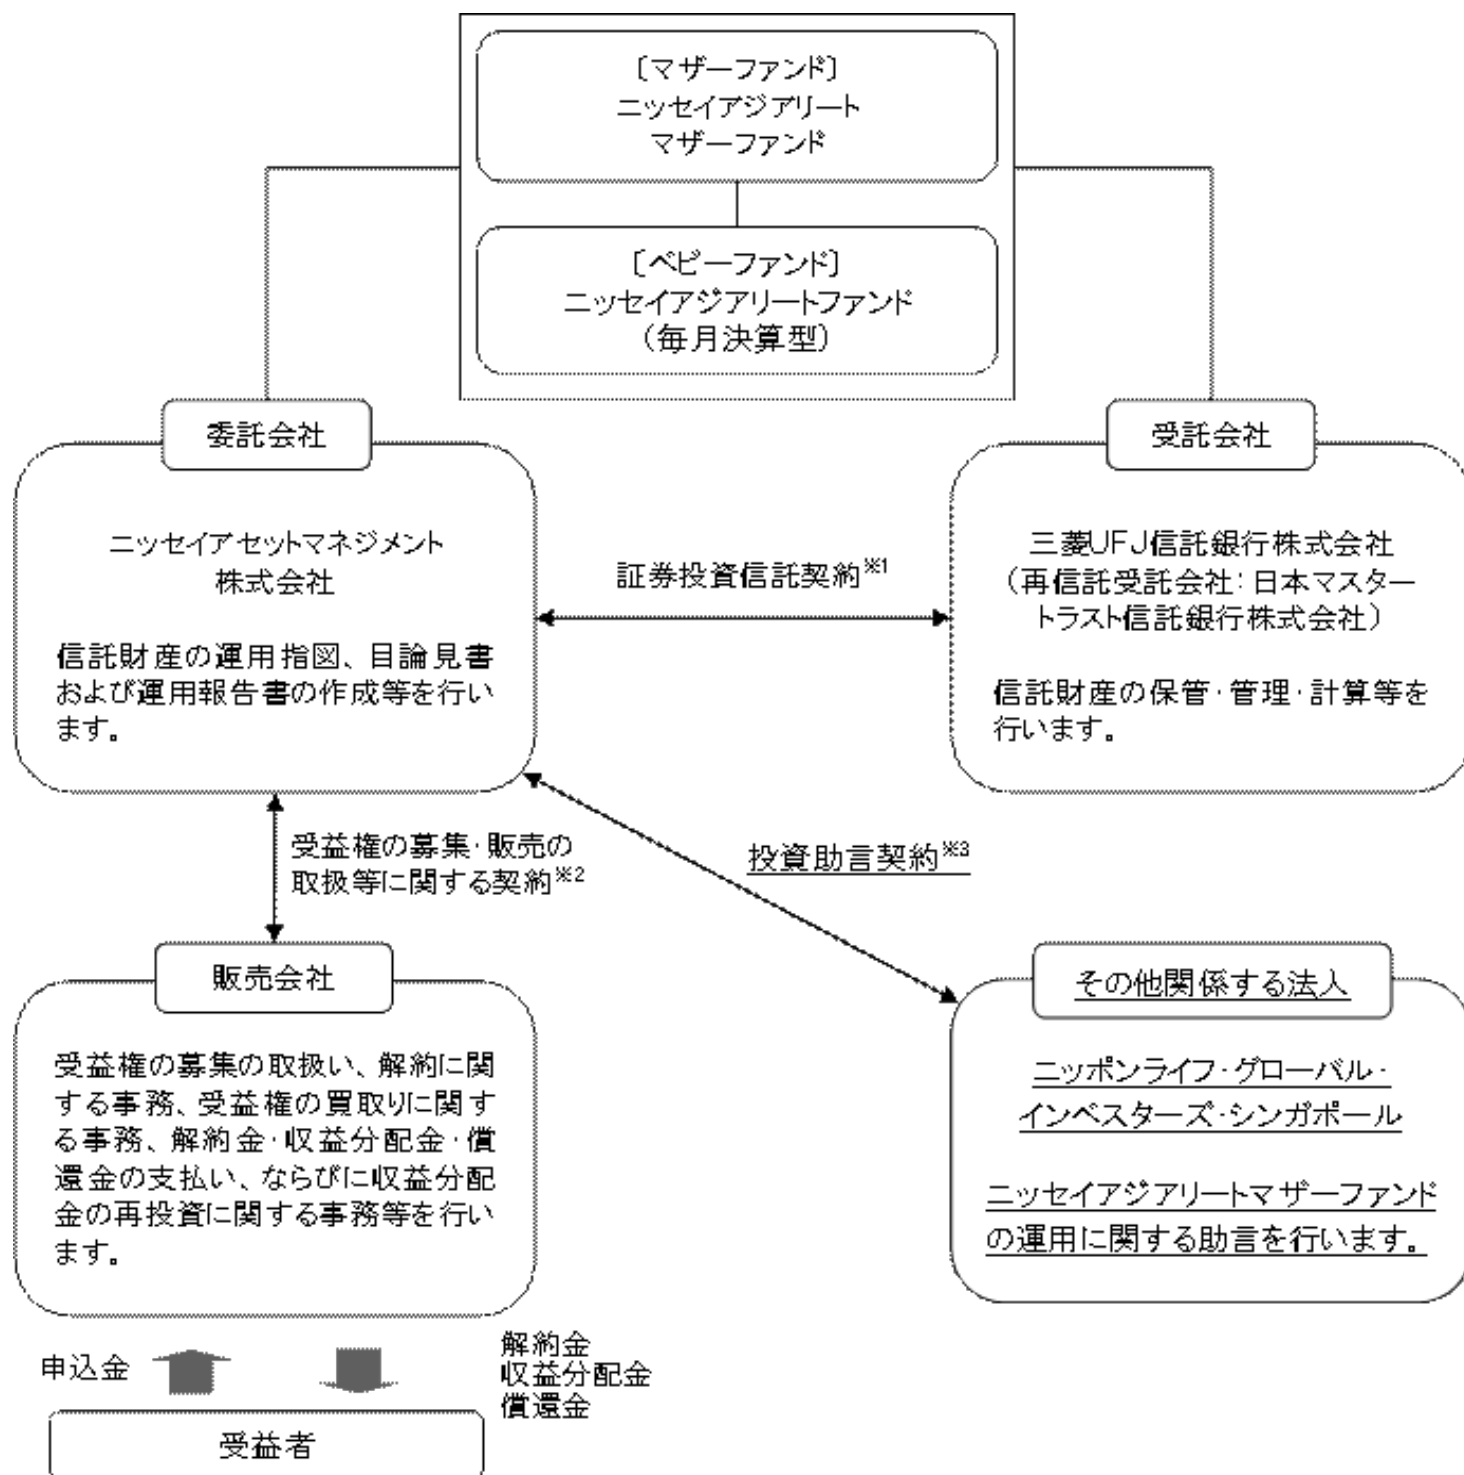 〔マザーファンド〕
ニッセイアジアリート
マザーファンド
〔ベビーファンド〕
ニッセイアジアリートファンド
（毎月決算型）
委託会社
ニッセイアセットマネジメント
株式会社
信託財産の運用指図、目論見書
および運用報告書の作成等を行い
ます。
証券投資信託契約※1
受託会社
三菱UFJ信託銀行株式会社
（再信託受託会社：日本マスター
トラスト信託銀行株式会社）
信託財産の保管・管理・計算等を
行います。
受益権の募集・販売の
取扱等に関する契約※2
投資助言契約※3
販売会社
受益権の募集の取扱い、解約に関
する事務、受益権の買取りに関す
る事務、解約金・収益分配金・償
還金の支払い、ならびに収益分配
金の再投資に関する事務等を行い
ます。
その他関係する法人
ニッポンライフ・グローバル・
インベスターズ・シンガポール
ニッセイアジアリートマザーファンド
の運用に関する助言を行います。
申込金
解約金
収益分配金
償還金
受益者